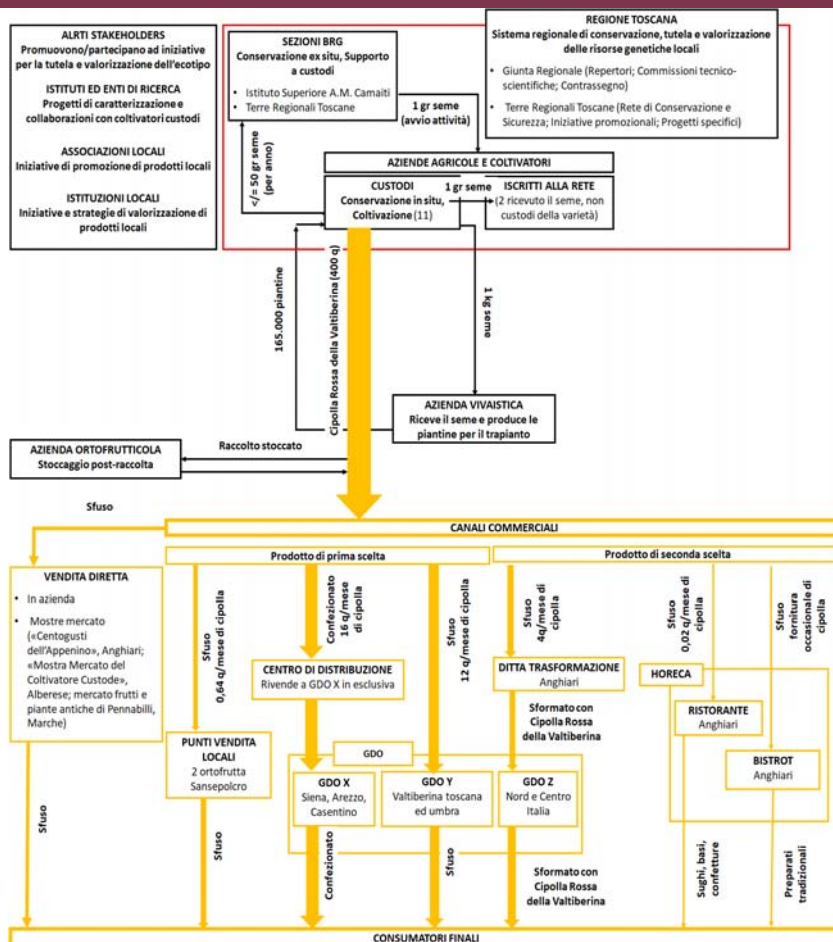 ALRTI STAKEHOLDERS
Promuovono/partecipano ad iniziative
per la tutela e valorizzazione dell'ecotipo
ISTITUTI ED ENTI DI RICERCA
Progetti di caratterizzazione e
collaborazioni con coltivatori custodi
ASSOCIAZIONI LOCALI
Iniziative di promozione di prodotti locali
ISTITUZIONI LOCALI
Iniziative e strategie di valorizzazione di
prodotti locali
SEZIONI BRG
Conservazione ex situ, Supporto
a custodi
• Istituto Superiore A.M. Camaiti
• Terre Regionali Toscane
REGIONE TOSCANA
Sistema regionale di conservazione, tutela e valorizzazione
delle risorse genetiche locali
• Giunta Regionale (Repertori; Commissioni tecnico-
scientifiche; Contrassegno)
• Terre Regionali Toscane (Rete di Conservazione e
Sicurezza; Iniziative promozionali; Progetti specifici)
1 gr seme
(avvio attività)
</= 50 gr seme
(per anno)
AZIENDE AGRICOLE E COLTIVATORI
CUSTODI
Conservazione in situ,
Coltivazione (11)
1 gr seme
ISCRITTI ALLA RETE
(2 ricevuto il seme, non
custodi della varietà)
165.000 piantine
Cipolla Rossa della Valtiberina (400 q)
1 kg seme
AZIENDA VIVAISTICA
Riceve il seme e produce le
piantine per il trapianto
AZIENDA ORTOFRUTTICOLA
Stoccaggio post-raccolta
Raccolto stoccato
Sfuso
CANALI COMMERCIALI
Prodotto di prima scelta
Prodotto di seconda scelta
VENDITA DIRETTA
• In azienda
• Mostre mercato
(«Centogusti
dell'Appenino», Anghiari;
«Mostra Mercato del
Coltivatore Custode»,
Alberese; mercato frutti e
piante antiche di Pennabilli,
Marche)
Sfuso
Sfuso
0,64 q/mese di cipolla
PUNTI VENDITA
LOCALI
2 ortofrutta
Sansepolcro
Sfuso
Confezionato
16 q/mese
di cipolla
CENTRO DI DISTRIBUZIONE
Rivende a GDO X in esclusiva
Sfuso
12 q/mese di cipolla
GDO
GDO X
Siena, Arezzo,
Casentino
Confezionato
GDO Y
Valtiberina toscana
ed umbra
Sfuso
Sfuso
4q/mese di
cipolla
DITTA TRASFORMAZIONE
Anghiari
Sformato con
Cipolla Rossa
della Valtiberina
GDO Z
Nord e Centro
Italia
Sformato con
Cipolla Rossa
della Valtiberina
Sfuso
0,02 q/mese di
cipolla
Sfuso
fornitura
occasionale di
cipolla
HORECA
RISTORANTE
Anghiari
BISTROT
Anghiari
Sughi, basi,
confetture
Preparati
tradizionali
CONSUMATORI FINALI